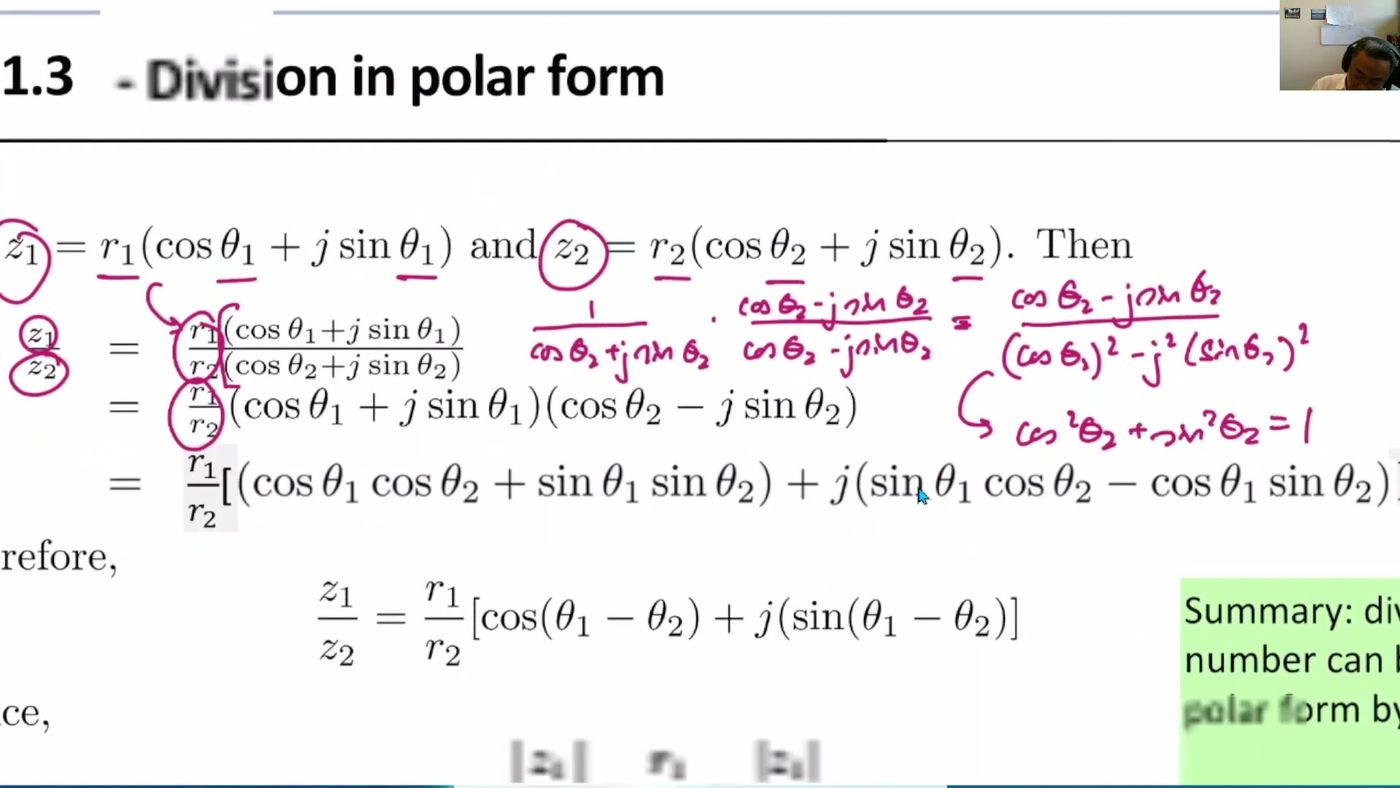 1.3 - Division in polar form
z₁ = r₁(cos θ₁ + j sin θ₁) and z₂ = r₂(cos θ₂ + j sin θ₂). Then
z₁/z₂ = r₁(cos θ₁+j sin θ₁)/r₂(cos θ₂+j sin θ₂)
1/(cos θ₂ + j sin θ₂) · (cos θ₂ - j sin θ₂)/(cos θ₂ - j sin θ₂) = (cos θ₂ - j sin θ₂)/((cos θ₂)² - j²(sin θ₂)²)
= r₁/r₂ (cos θ₁ + j sin θ₁)(cos θ₂ − j sin θ₂)
cos²θ₂ + sin²θ₂ = 1
= r₁/r₂ [(cos θ₁ cos θ₂ + sin θ₁ sin θ₂) + j(sin θ₁ cos θ₂ − cos θ₁ sin θ₂)]
refore,
z₁/z₂ = r₁/r₂ [cos(θ₁ − θ₂) + j(sin(θ₁ − θ₂)]
Summary: div
number can
polar form by
ce,